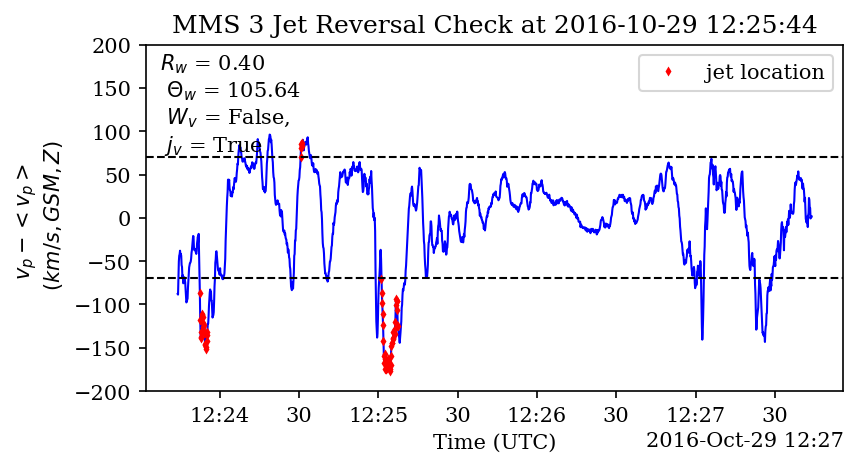 MMS 3 Jet Reversal Check at 2016-10-29 12:25:44
200
150
100
50
0
−50
−100
−150
−200
v_p − < v_p >
(km/s, GSM, Z)
R_w = 0.40
Θ_w = 105.64
W_v = False,
j_v = True
jet location
12:24
30
12:25
30
12:26
30
12:27
30
Time (UTC)
2016-Oct-29 12:27